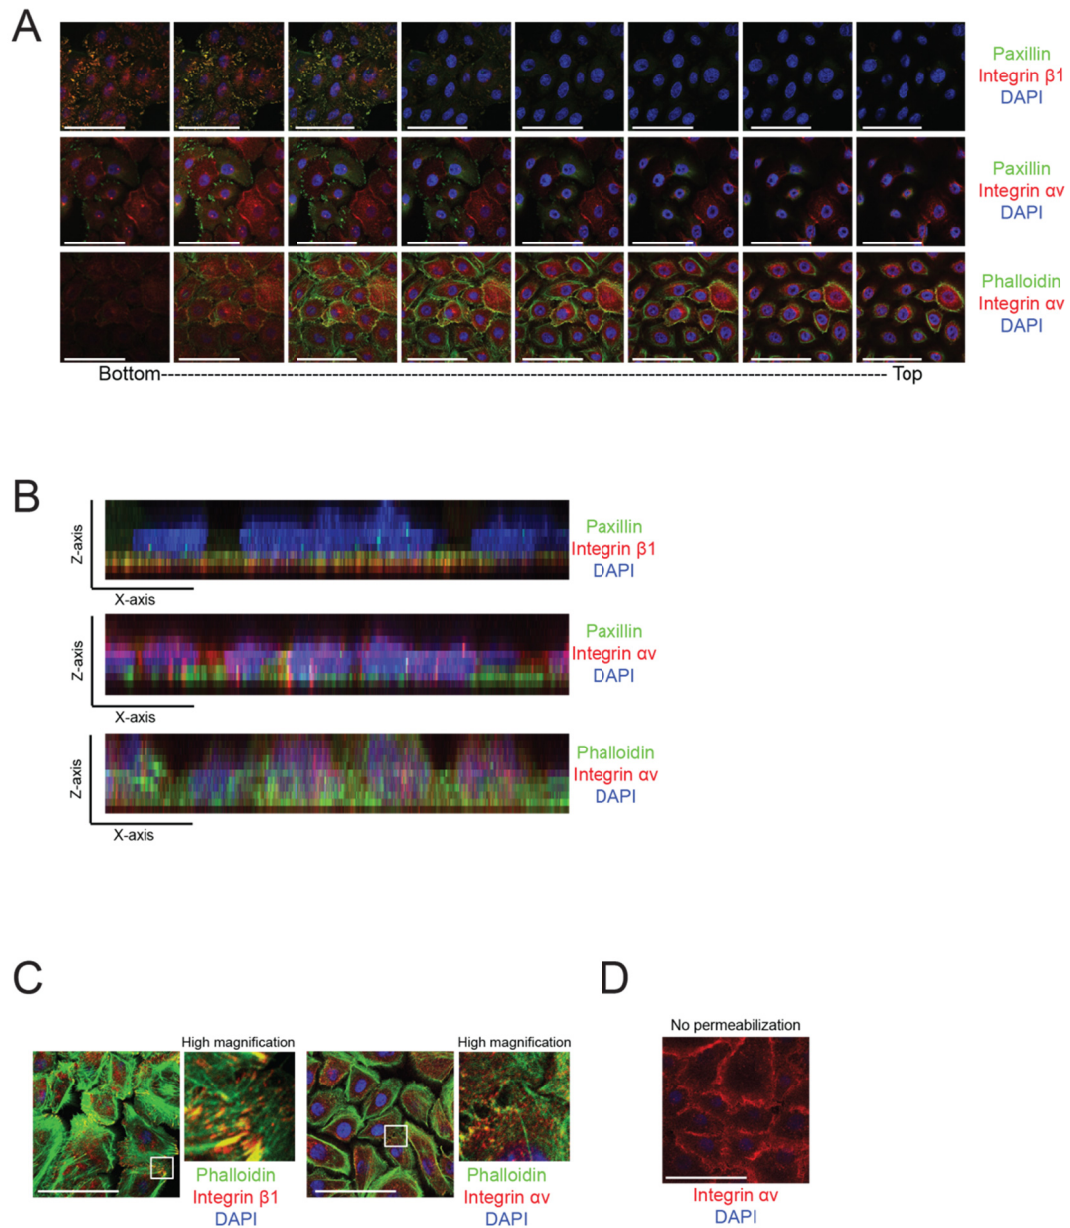 A
Paxillin
Integrin β1
DAPI
Paxillin
Integrin αv
DAPI
Phalloidin
Integrin αv
DAPI
Bottom------------------------------------------------------------------------------------------ Top
B
Z-axis
X-axis
Paxillin
Integrin β1
DAPI
Z-axis
X-axis
Paxillin
Integrin αv
DAPI
Z-axis
X-axis
Phalloidin
Integrin αv
DAPI
C
High magnification
Phalloidin
Integrin β1
DAPI
High magnification
Phalloidin
Integrin αv
DAPI
D
No permeabilization
Integrin αv
DAPI